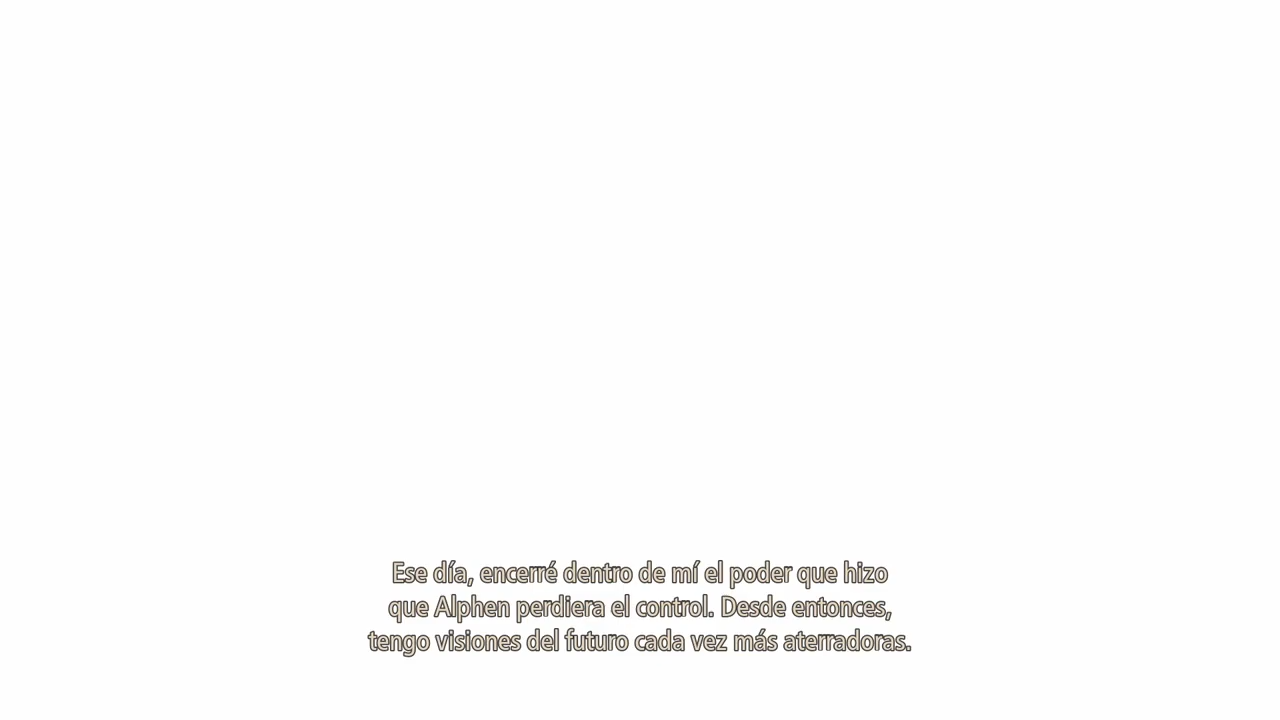 Ese día, encerré dentro de mí el poder que hizo
que Alphen perdiera el control. Desde entonces,
tengo visiones del futuro cada vez más aterradoras.